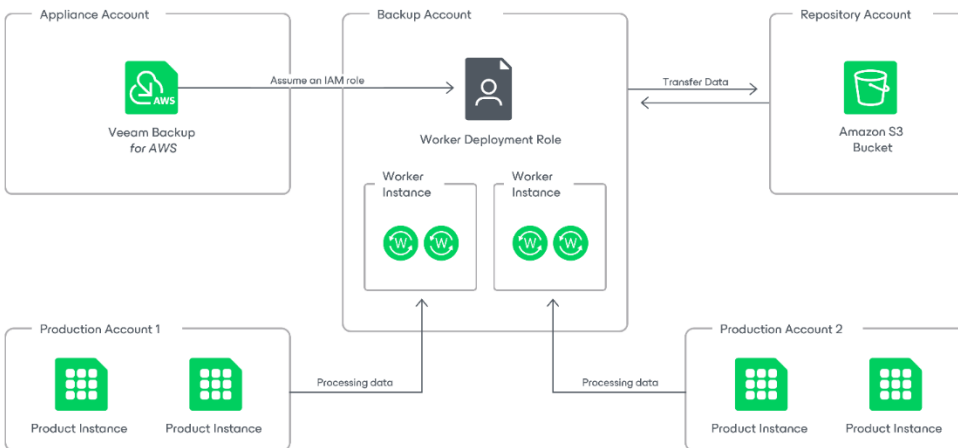 Appliance Account
Backup Account
Repository Account
AWS
Veeam Backup
for AWS
Assume an IAM role
Worker Deployment Role
Transfer Data
Amazon S3
Bucket
Worker
Instance
W
W
Worker
Instance
W
W
Production Account 1
Product Instance
Product Instance
Processing data
Processing data
Production Account 2
Product Instance
Product Instance